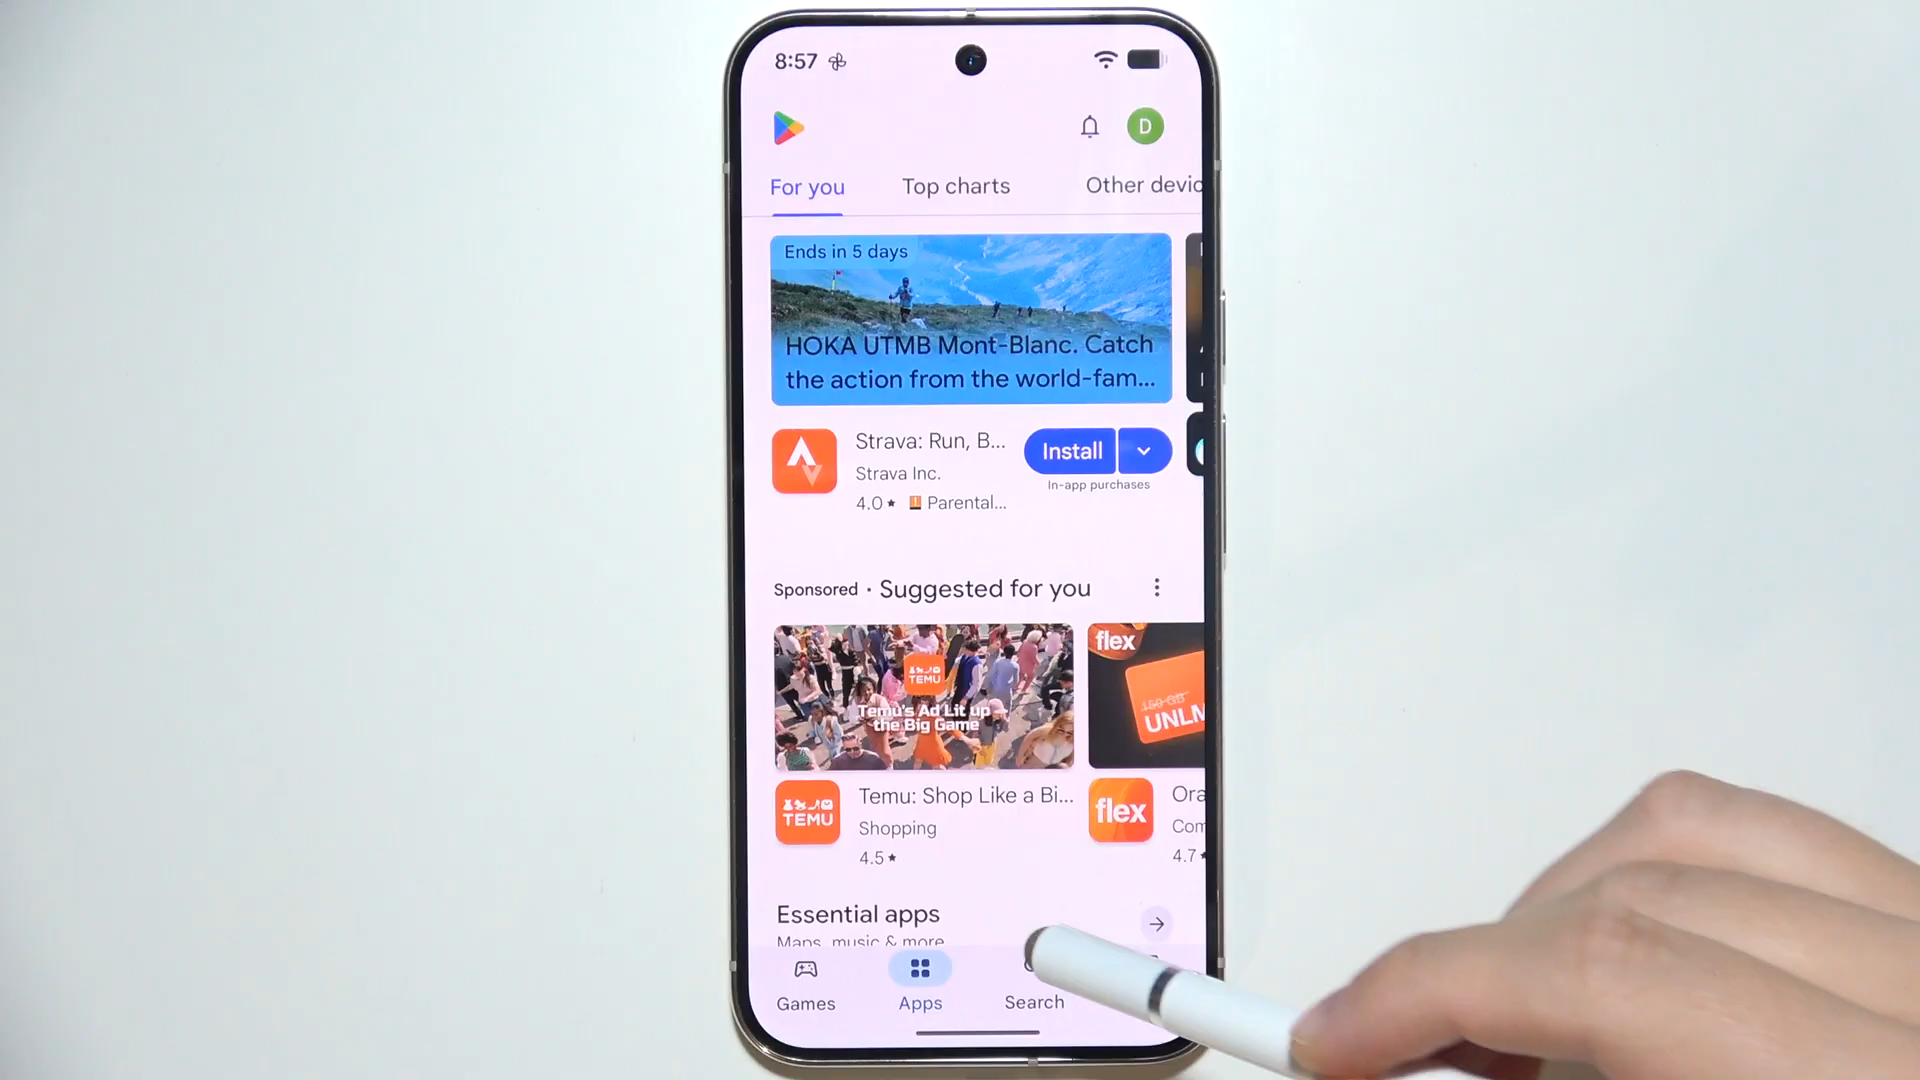 8:57
D
For you
Top charts
Other devic
Ends in 5 days
HOKA UTMB Mont-Blanc. Catch
the action from the world-fam...
Strava: Run, B...
Strava Inc.
4.0★ Parental...
Install
In-app purchases
Sponsored · Suggested for you
TEMU
Temu's Ad Lit up
the Big Game
flex
150 GB
UNLM
TEMU
Temu: Shop Like a Bi...
Shopping
4.5★
flex
Ora
Com
4.7★
Essential apps
Maps, music & more
Games
Apps
Search